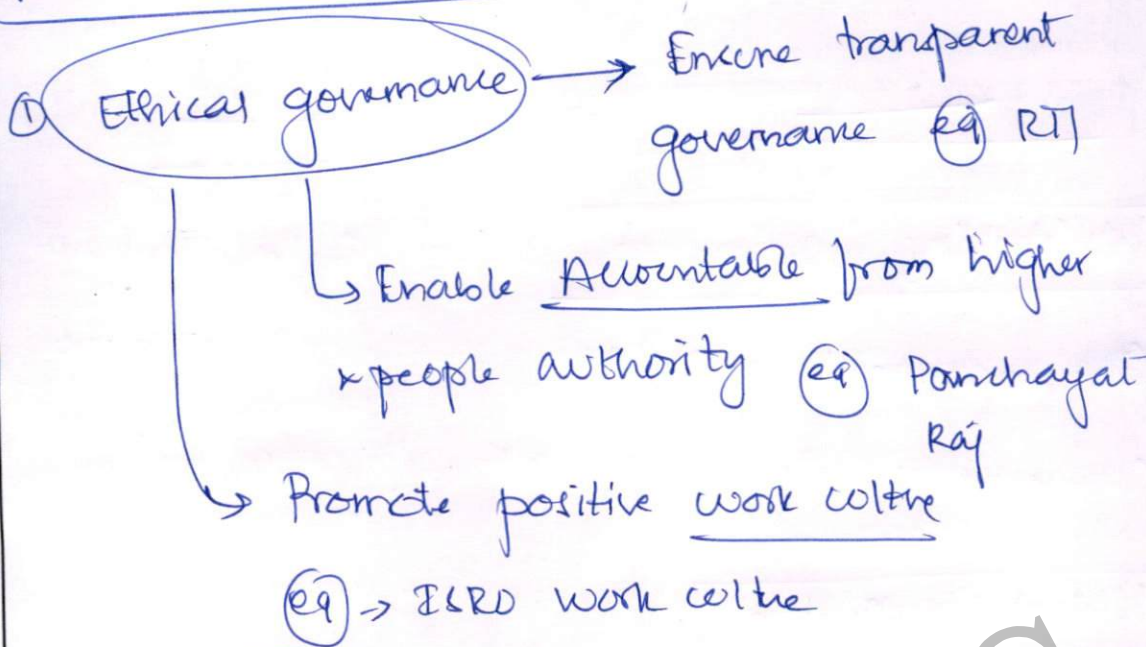 ① Ethical governance → Ensure transparent
governance eg RTI
↳ Enable Accountable from higher
x people authority eg Panchayat
Raj
↳ Promote positive work culture
eg → ISRO work culture